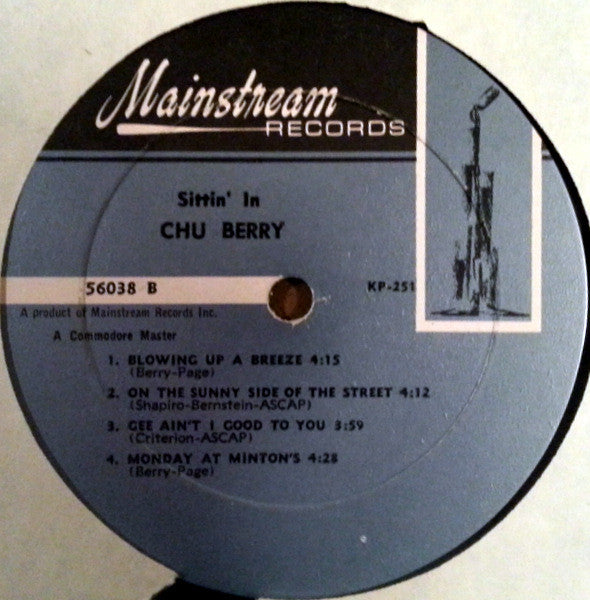 Mainstream
RECORDS
Sittin' In
CHU BERRY
56038 B
KP-251
A product of Mainstream Records Inc.
A Commodore Master
1. BLOWING UP A BREEZE 4:15
(Berry-Page)
2. ON THE SUNNY SIDE OF THE STREET 4:12
(Shapiro-Bernstein-ASCAP)
3. GEE AIN'T I GOOD TO YOU 3:59
(Criterion-ASCAP)
4. MONDAY AT MINTON'S 4:28
(Berry-Page)